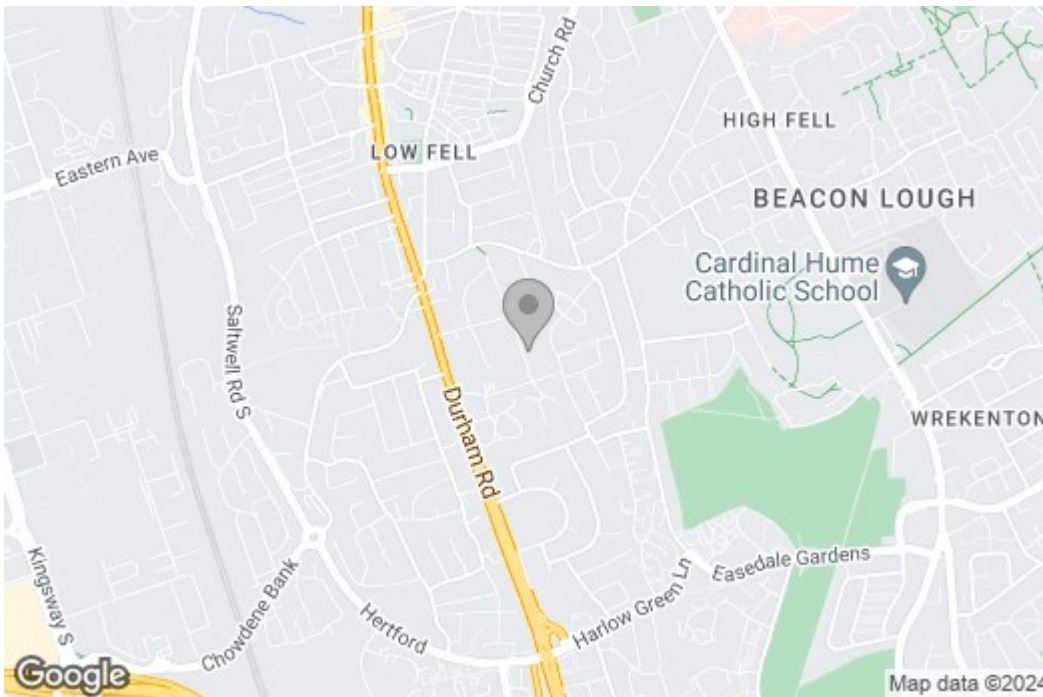 Church Rd
HIGH FELL
LOW FELL
Eastern Ave
BEACON LOUGH
Cardinal Hume
Catholic School
Saltwell Rd S
Durham Rd
WREKENTON
Easedale Gardens
Kingsway S
Chowdene Bank
Hertford
Harlow Green Ln
Google
Map data ©2024